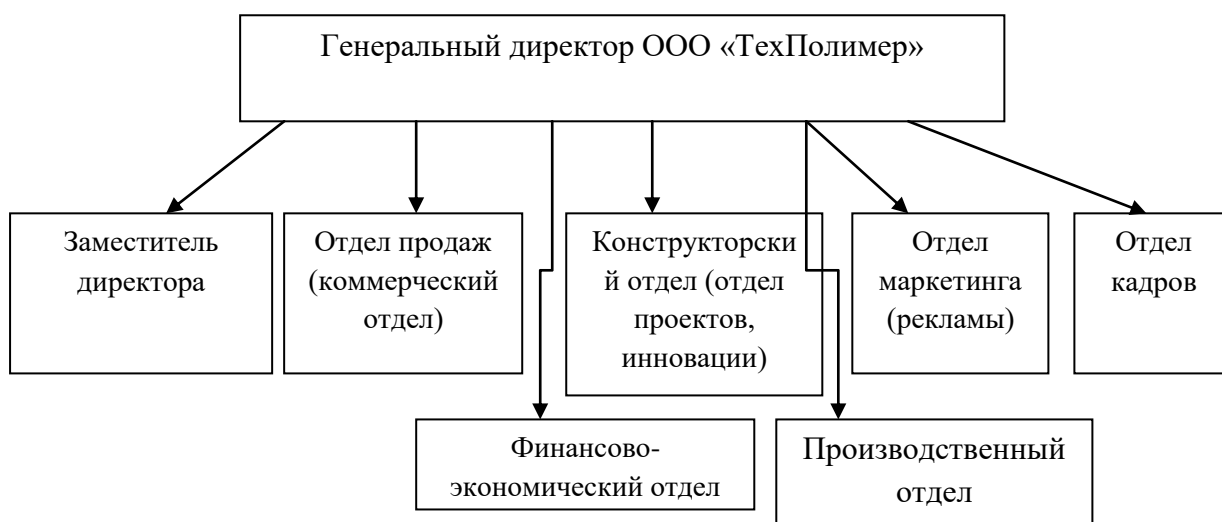 Генеральный директор ООО «ТехПолимер»
Заместитель
директора
Отдел продаж
(коммерческий
отдел)
Конструкторски
й отдел (отдел
проектов,
инновации)
Отдел
маркетинга
(рекламы)
Отдел
кадров
Финансово-
экономический отдел
Производственный
отдел